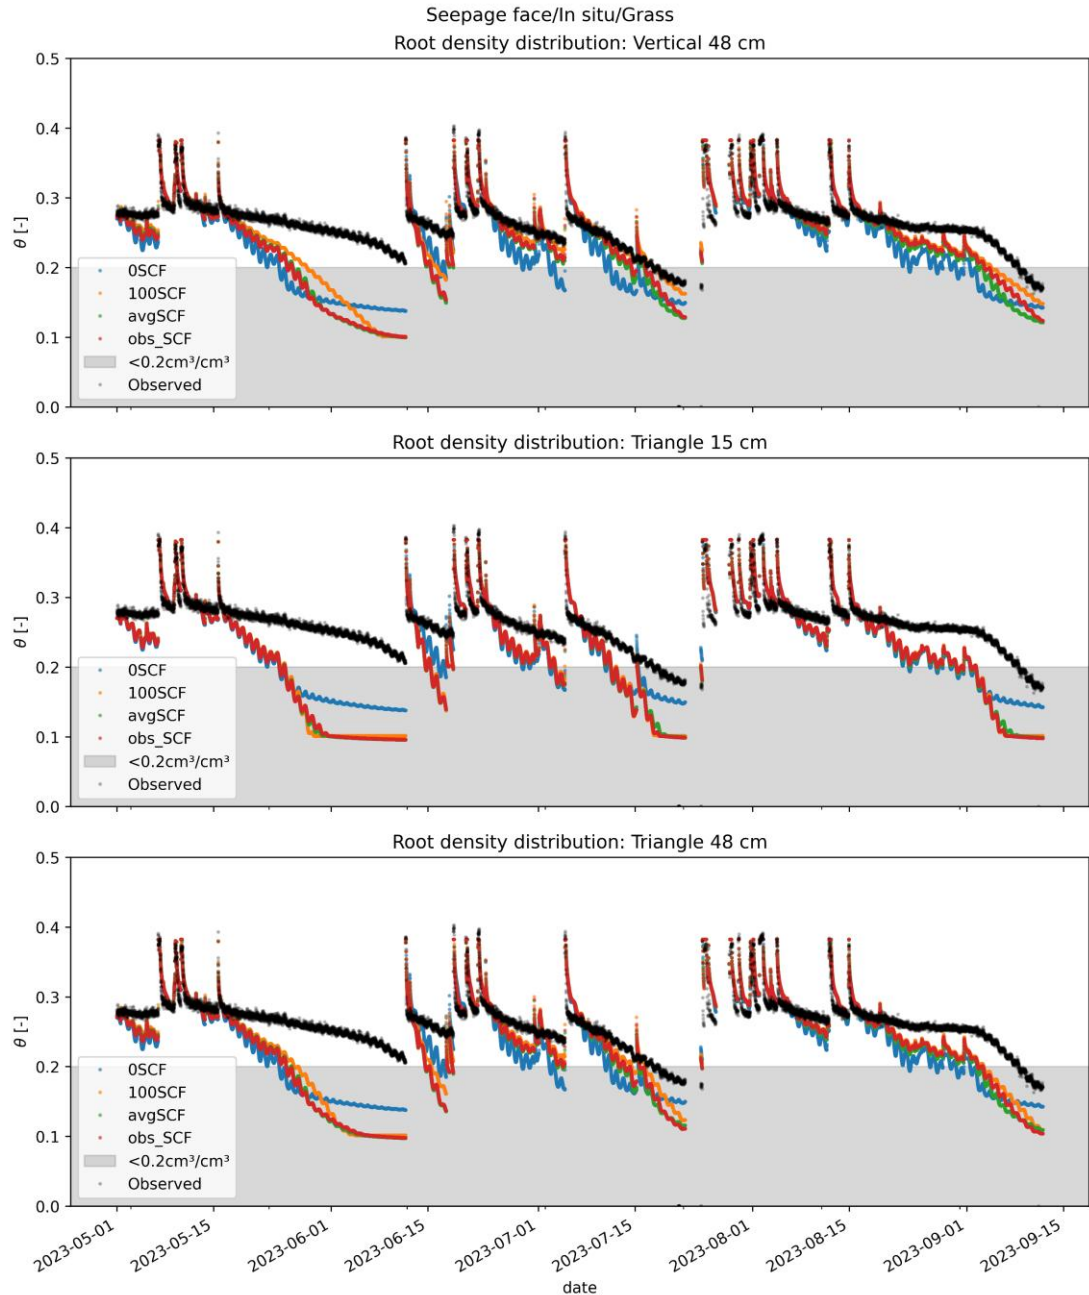 Seepage face/In situ/Grass
Root density distribution: Vertical 48 cm
0.5
0.4
0.3
0.2
0.1
0.0
θ [-]
0SCF
100SCF
avgSCF
obs_SCF
<0.2cm³/cm³
Observed
Root density distribution: Triangle 15 cm
0.5
0.4
0.3
0.2
0.1
0.0
θ [-]
0SCF
100SCF
avgSCF
obs_SCF
<0.2cm³/cm³
Observed
Root density distribution: Triangle 48 cm
0.5
0.4
0.3
0.2
0.1
0.0
θ [-]
0SCF
100SCF
avgSCF
obs_SCF
<0.2cm³/cm³
Observed
2023-05-01
2023-05-15
2023-06-01
2023-06-15
2023-07-01
2023-07-15
2023-08-01
2023-08-15
2023-09-01
2023-09-15
date